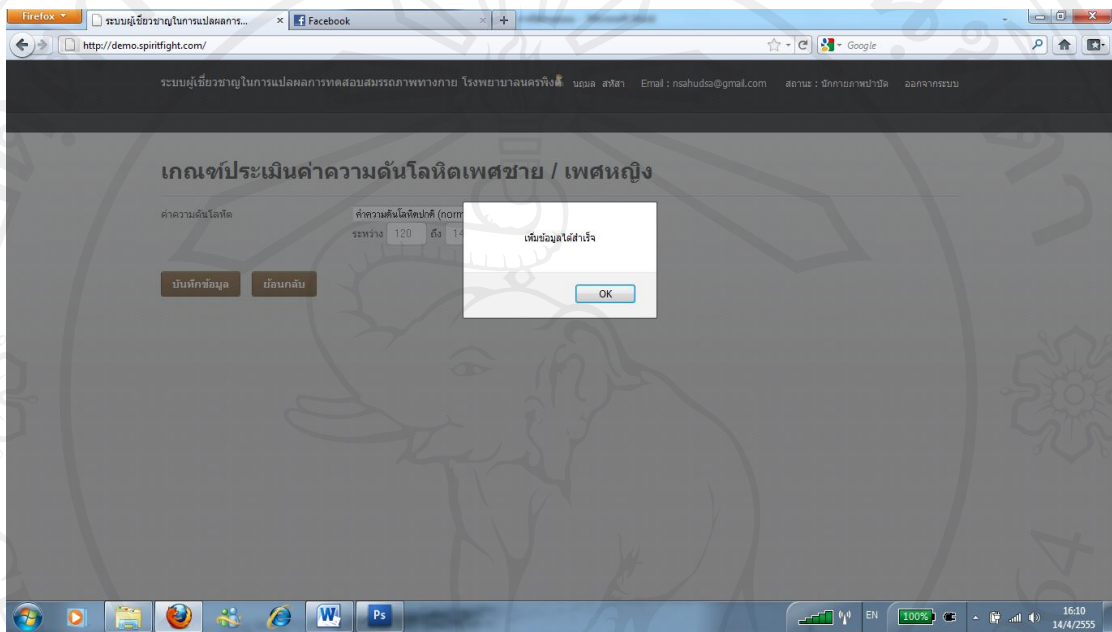 Firefox
ระบบผู้เชี่ยวชาญในการแปลผลการ...
Facebook
http://demo.spiritfight.com/
Google
ระบบผู้เชี่ยวชาญในการแปลผลการทดสอบสมรรถภาพทางกาย โรงพยาบาลนครพิงค์ นฤมล สหัสา Email : nsahudsa@gmail.com สถานะ : นักกายภาพบำบัด ออกจากระบบ
เกณฑ์ประเมินค่าความดันโลหิตเพศชาย / เพศหญิง
ค่าความดันโลหิต ค่าความดันโลหิตปกติ (norm
ระหว่าง 120 ถึง 14
เพิ่มข้อมูลได้สำเร็จ
OK
บันทึกข้อมูล ย้อนกลับ
W Ps EN 100% 16:10
14/4/2555